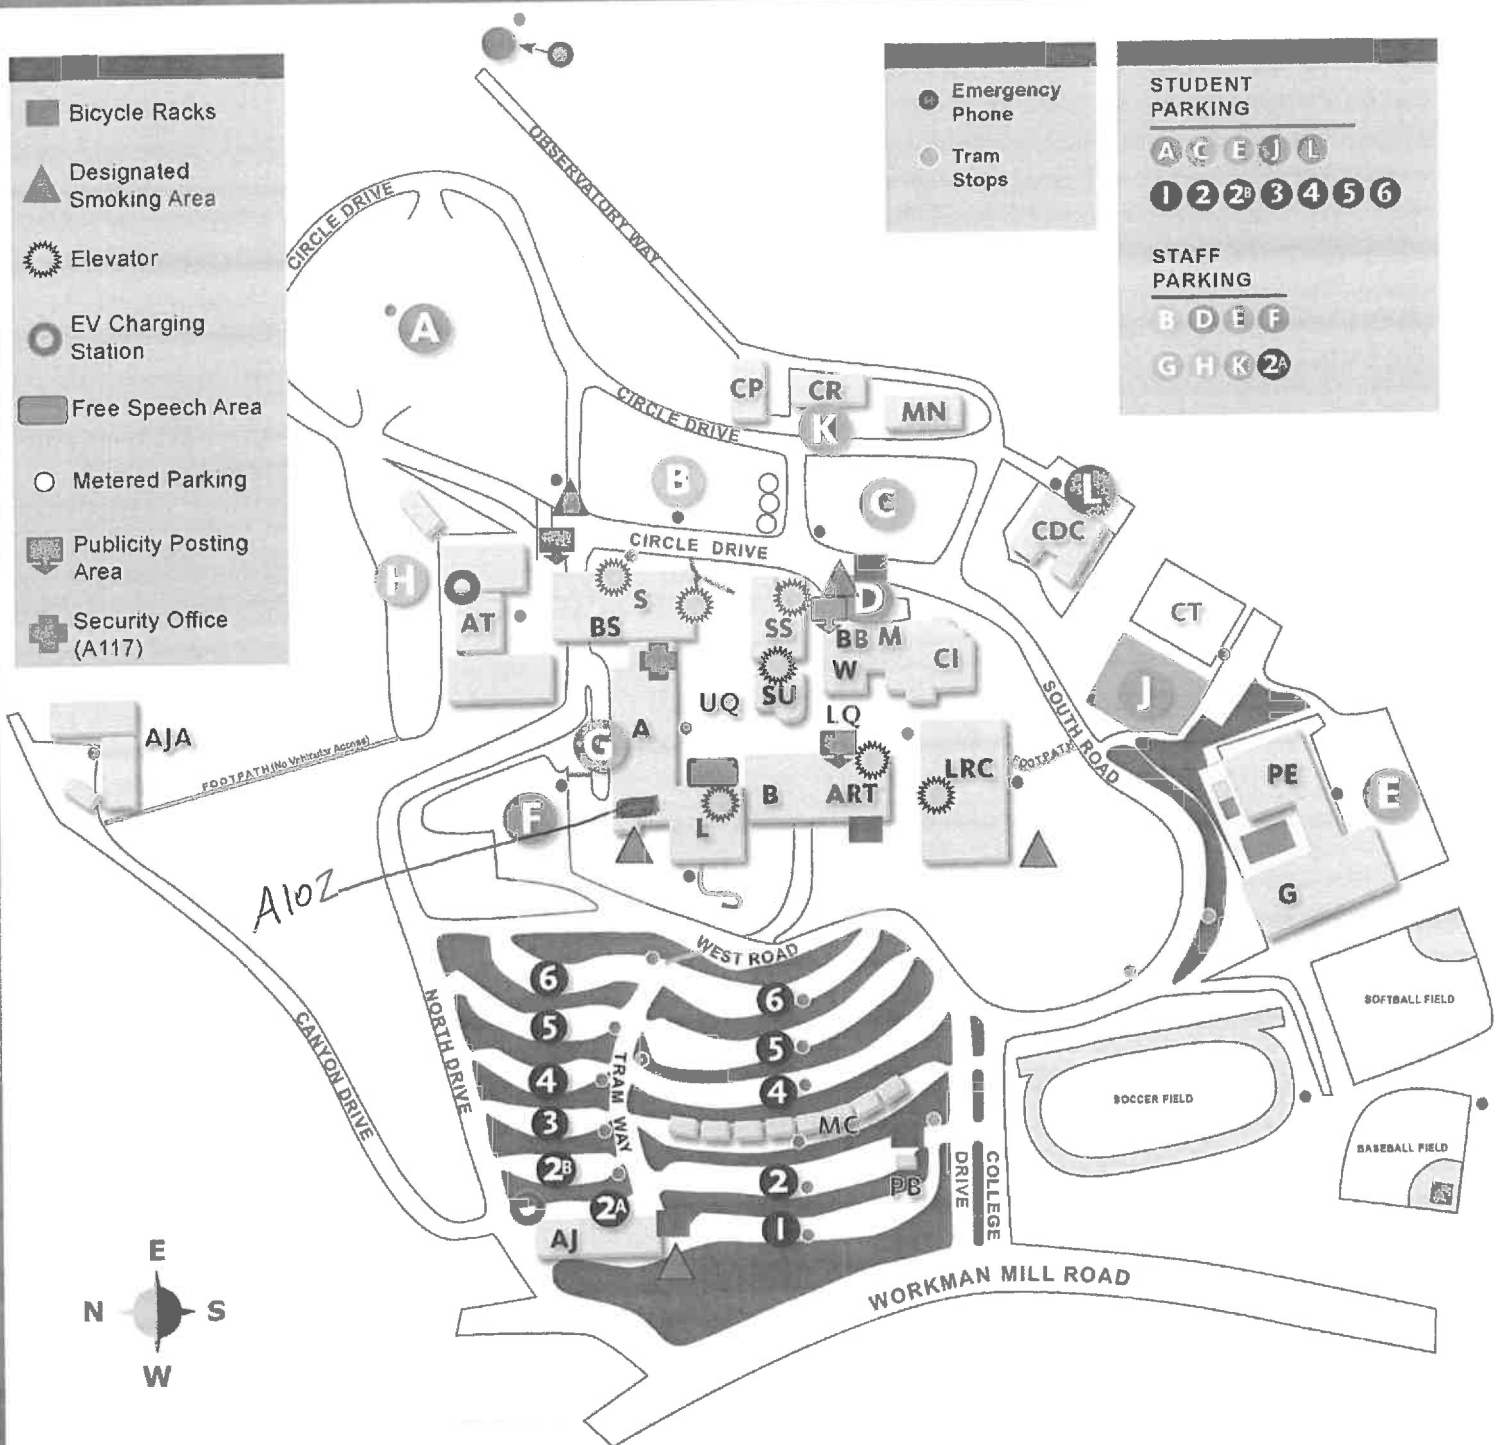 Bicycle Racks
Designated
Smoking Area
Elevator
EV Charging
Station
Free Speech Area
Metered Parking
Publicity Posting
Area
Security Office
(A117)
Emergency
Phone
Tram
Stops
STUDENT
PARKING
A C E J L
1 2 2B 3 4 5 6
STAFF
PARKING
B D E F
G H K 2A
OBSERVATORY WAY
CIRCLE DRIVE
A
CP
CR
MN
K
CIRCLE DRIVE
B
C
L
CDC
CIRCLE DRIVE
H
AT
S
BS
SS
D
BB M
W
CI
CT
J
SU
UQ
LQ
A
G
AJA
FOOTPATH (No Vehicular Access)
F
B
ART
L
LRC
FOOTPATH
SOUTH ROAD
PE
E
G
A102
WEST ROAD
NORTH DRIVE
CANYON DRIVE
TRAM WAY
6
6
5
5
4
4
3
MC
2B
2
2A
1
PB
AJ
COLLEGE
DRIVE
SOFTBALL FIELD
SOCCER FIELD
BASEBALL FIELD
WORKMAN MILL ROAD
E
N S
W